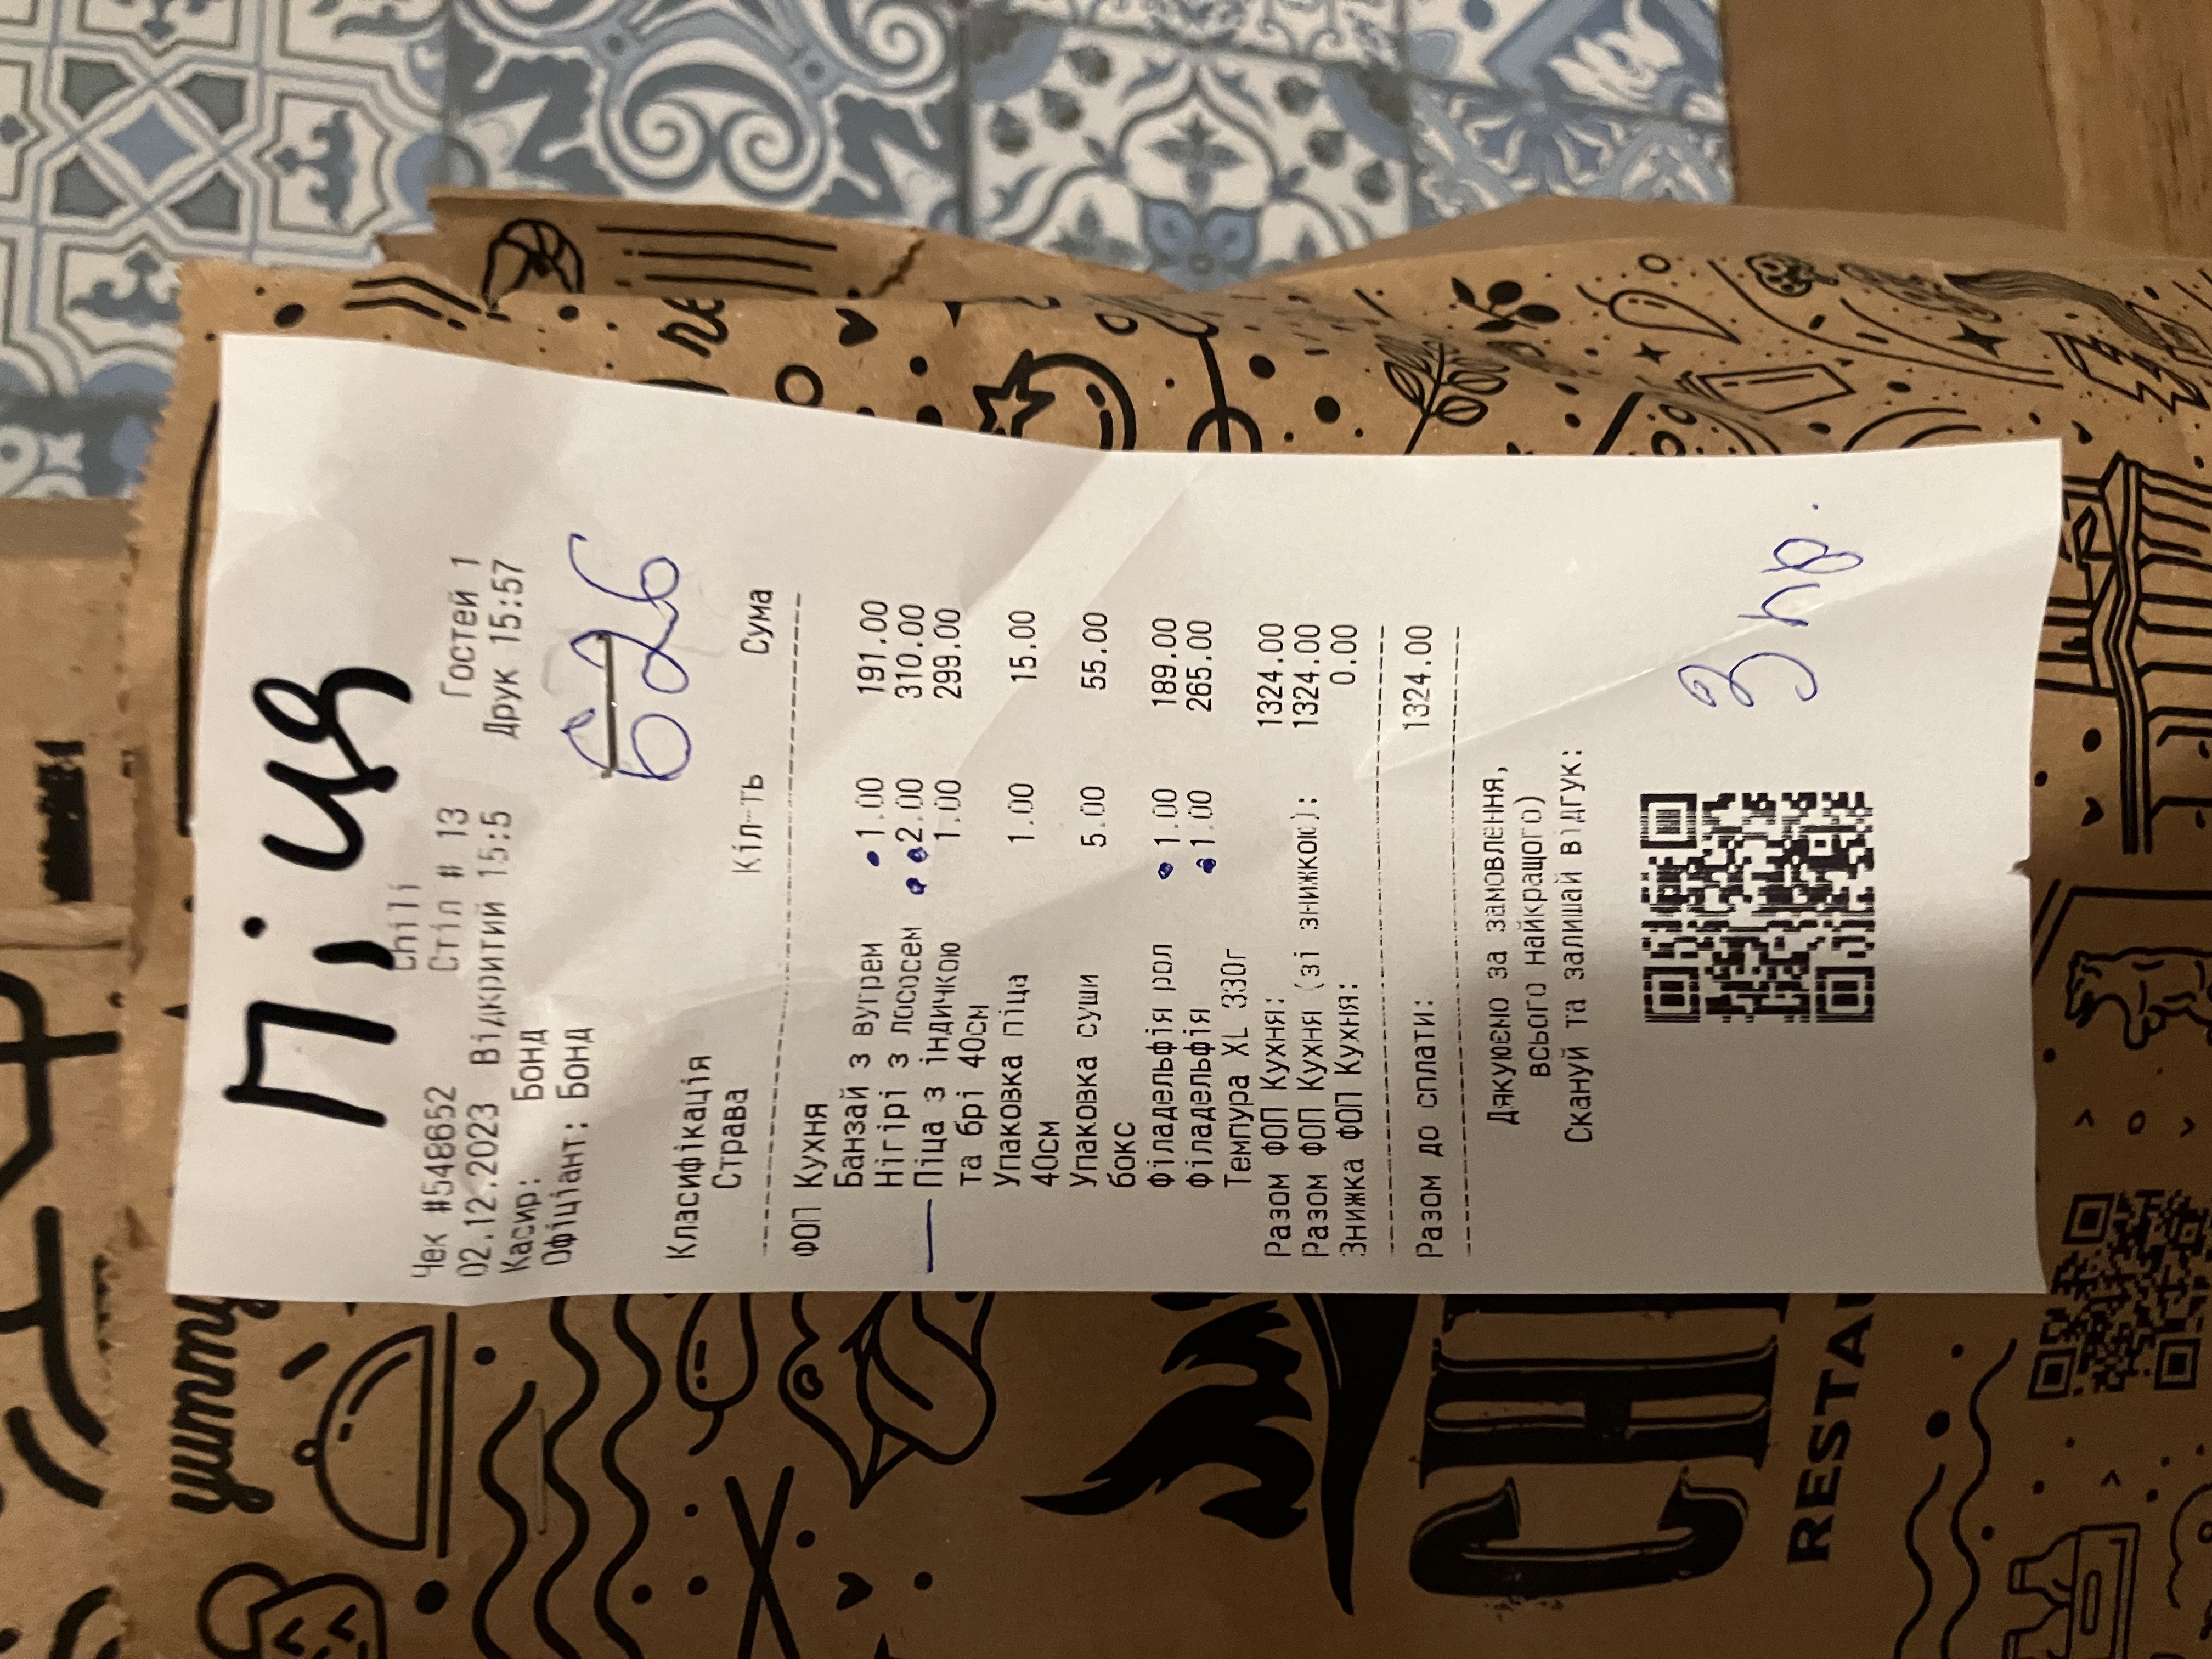 yummy
Піца
Chili
Чек #548652 Стіл # 13 Гостей 1
02.12.2023 Відкритий 15:5 Друк 15:57
Касир: Бонд
Офіціант: Бонд
626
Класифікація
Страва Кіл-ть Сума
ФОП Кухня
Банзай з вугрем 1.00 191.00
Нігірі з лососем 2.00 310.00
Піца з індичкою 1.00 299.00
та брі 40см
Упаковка піца 1.00 15.00
40см
Упаковка суши 5.00 55.00
бокс
Філадельфія рол 1.00 189.00
Філадельфія 1.00 265.00
Темпура XL 330г
Разом ФОП Кухня: 1324.00
Разом ФОП Кухня (зі знижкою): 1324.00
Знижка ФОП Кухня: 0.00
Разом до сплати: 1324.00
Дякуюємо за замовлення,
всього найкращого)
Скануй та залишай відгук:
3 пр.
CHI
RESTAU